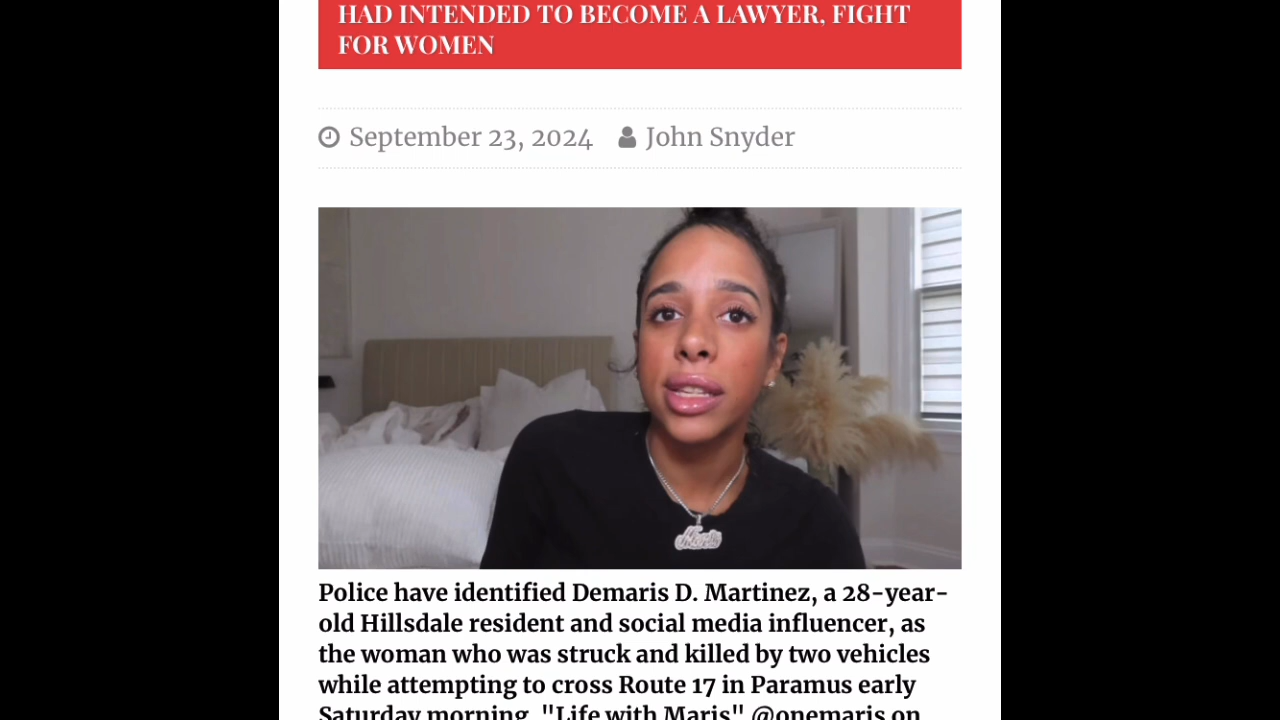 HAD INTENDED TO BECOME A LAWYER, FIGHT
FOR WOMEN
September 23, 2024 John Snyder
Police have identified Demaris D. Martinez, a 28-year-
old Hillsdale resident and social media influencer, as
the woman who was struck and killed by two vehicles
while attempting to cross Route 17 in Paramus early
Saturday morning. "Life with Maris" @onemaris on